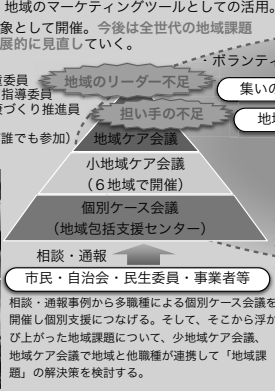 地域のマーケティングツールとしての活用。
象として開催。今後は全世代の地域課題
展的に見直していく。
ボランティ
委員
指導委員
づくり推進員
誰でも参加）
地域のリーダー不足
集いの
担い手の不足
地域ケア会議
小地域ケア会議
（６地域で開催）
個別ケース会議
（地域包括支援センター）
相談・通報
市民・自治会・民生委員・事業者等
相談・通報事例から多職種による個別ケース会議を
開催し個別支援につなげる。そして、そこから浮か
び上がった地域課題について、少地域ケア会議、
地域ケア会議で地域と他職種が連携して「地域課
題」の解決策を検討する。